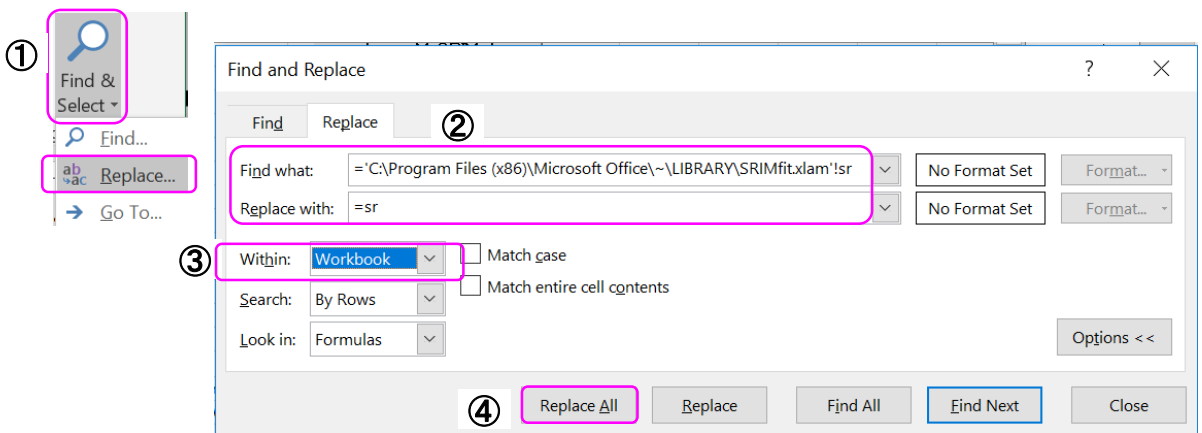 ①
Find &
Select
Find...
Replace...
Go To...
Find and Replace
?
Find Replace
②
Find what: ='C:\Program Files (x86)\Microsoft Office\~\LIBRARY\SRIMfit.xlam'!sr No Format Set Format...
Replace with: =sr No Format Set Format...
③
Within: Workbook Match case
Match entire cell contents
Search: By Rows
Look in: Formulas
Options <<
④
Replace All Replace Find All Find Next Close